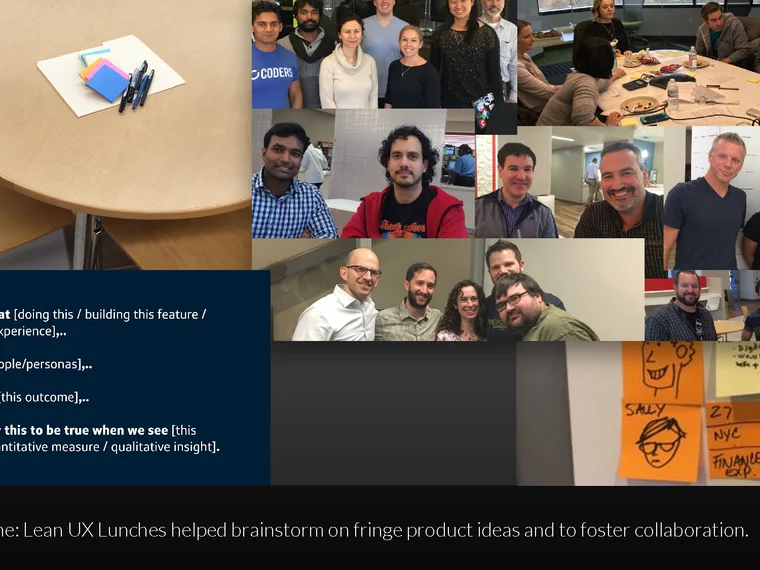 CODERS
at [doing this / building this feature /
xperience],..
ople/personas],..
[this outcome],..
this to be true when we see [this
antitative measure / qualitative insight].
SALLY
27
NYC
FINANCE
EXP.
ne: Lean UX Lunches helped brainstorm on fringe product ideas and to foster collaboration.